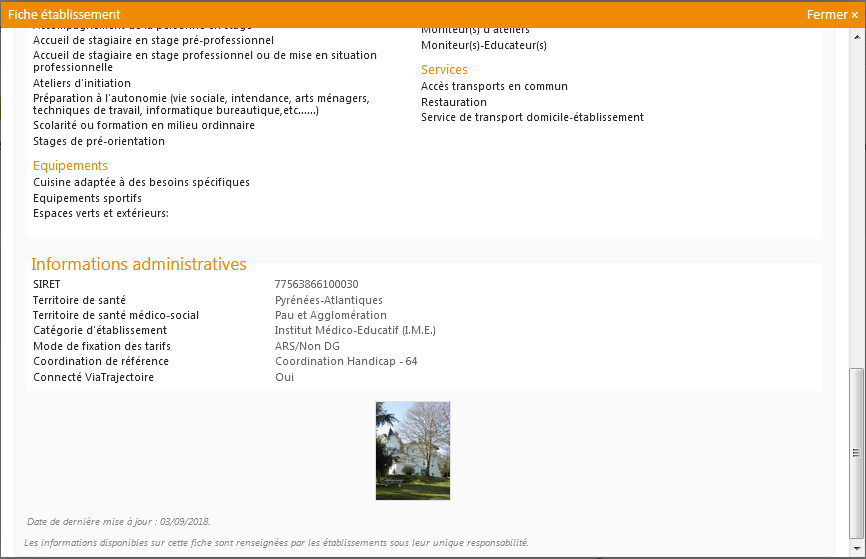 Fiche établissement
Fermer ×
Accompagnement de la personne en stage
Accueil de stagiaire en stage pré-professionnel
Accueil de stagiaire en stage professionnel ou de mise en situation
professionnelle
Ateliers d'initiation
Préparation à l'autonomie (vie sociale, intendance, arts ménagers,
techniques de travail, informatique bureautique,etc......)
Scolarité ou formation en milieu ordinnaire
Stages de pré-orientation
Equipements
Cuisine adaptée à des besoins spécifiques
Equipements sportifs
Espaces verts et extérieurs:
Moniteur(s) d'ateliers
Moniteur(s)-Educateur(s)
Services
Accès transports en commun
Restauration
Service de transport domicile-établissement
Informations administratives
SIRET 77563866100030
Territoire de santé Pyrénées-Atlantiques
Territoire de santé médico-social Pau et Agglomération
Catégorie d'établissement Institut Médico-Educatif (I.M.E.)
Mode de fixation des tarifs ARS/Non DG
Coordination de référence Coordination Handicap - 64
Connecté ViaTrajectoire Oui
Date de dernière mise à jour : 03/09/2018.
Les informations disponibles sur cette fiche sont renseignées par les établissements sous leur unique responsabilité.